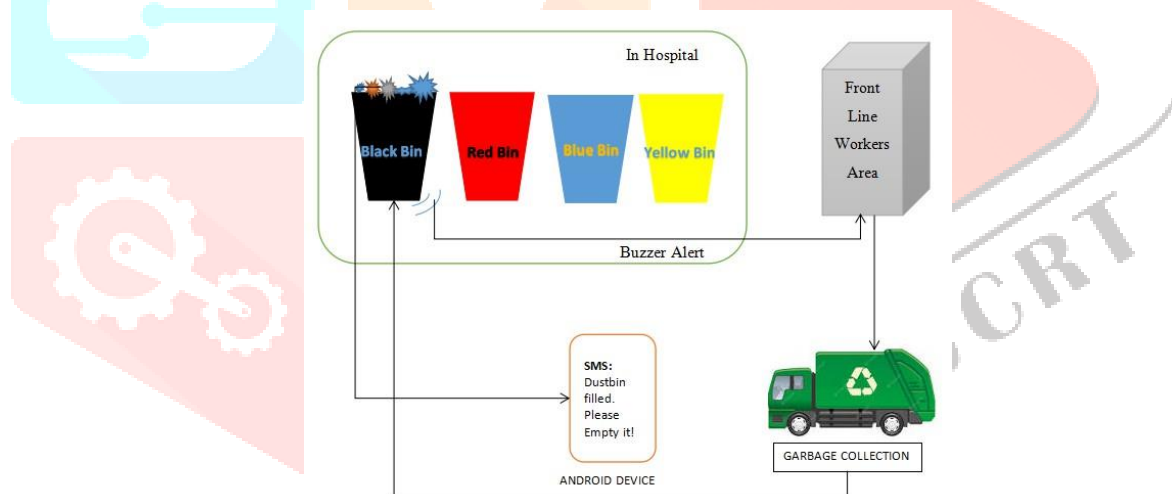 In Hospital
Front
Line
Workers
Area
Black Bin
Red Bin
Blue Bin
Yellow Bin
Buzzer Alert
SMS:
Dustbin
filled.
Please
Empty it!
ANDROID DEVICE
GARBAGE COLLECTION
CRT